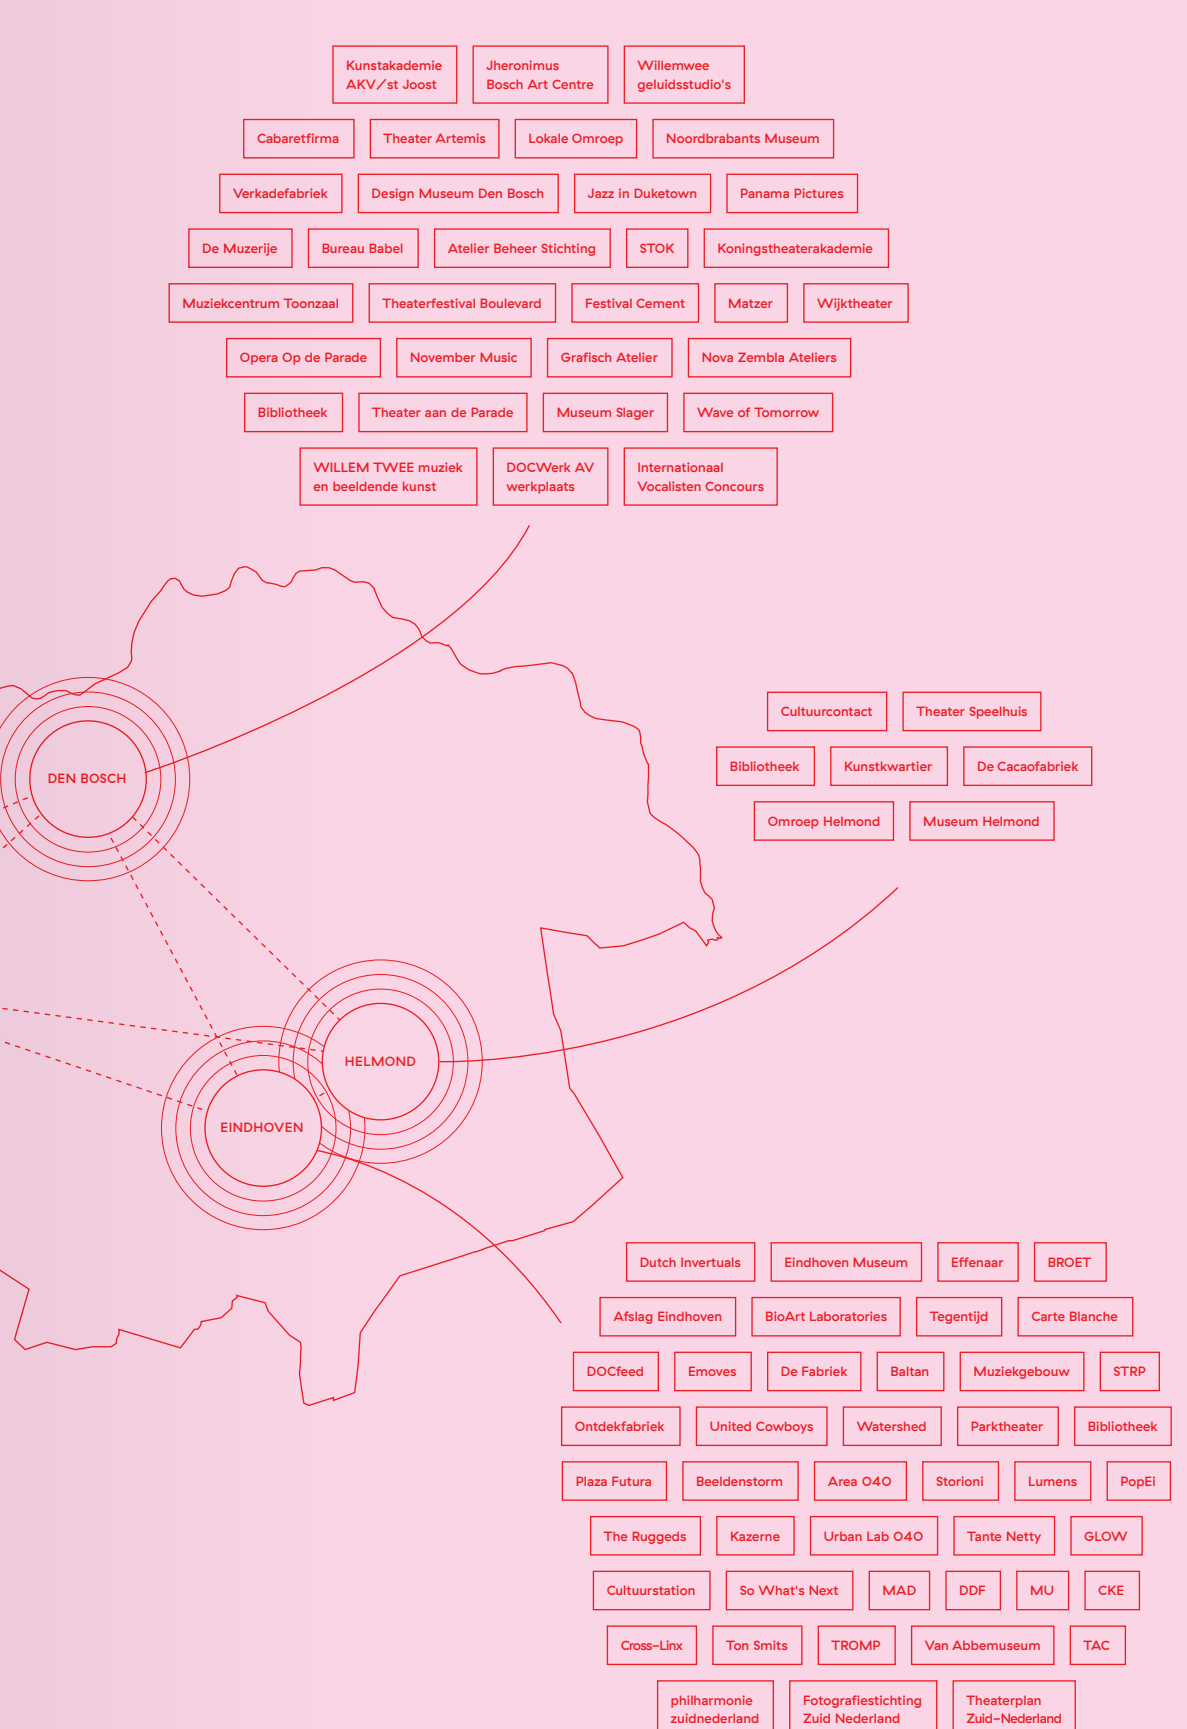 Kunstakademie
AKV/st Joost
Jheronimus
Bosch Art Centre
Willemwee
geluidsstudio's
Cabaretfirma
Theater Artemis
Lokale Omroep
Noordbrabants Museum
Verkadefabriek
Design Museum Den Bosch
Jazz in Duketown
Panama Pictures
De Muzerije
Bureau Babel
Atelier Beheer Stichting
STOK
Koningstheaterakademie
Muziekcentrum Toonzaal
Theaterfestival Boulevard
Festival Cement
Matzer
Wijktheater
Opera Op de Parade
November Music
Grafisch Atelier
Nova Zembla Ateliers
Bibliotheek
Theater aan de Parade
Museum Slager
Wave of Tomorrow
WILLEM TWEE muziek
en beeldende kunst
DOCWerk AV
werkplaats
Internationaal
Vocalisten Concours
DEN BOSCH
Cultuurcontact
Theater Speelhuis
Bibliotheek
Kunstkwartier
De Cacaofabriek
Omroep Helmond
Museum Helmond
HELMOND
EINDHOVEN
Dutch Invertuals
Eindhoven Museum
Effenaar
BROET
Afslag Eindhoven
BioArt Laboratories
Tegentijd
Carte Blanche
DOCfeed
Emoves
De Fabriek
Baltan
Muziekgebouw
STRP
Ontdekfabriek
United Cowboys
Watershed
Parktheater
Bibliotheek
Plaza Futura
Beeldenstorm
Area 040
Storioni
Lumens
PopEi
The Ruggeds
Kazerne
Urban Lab 040
Tante Netty
GLOW
Cultuurstation
So What's Next
MAD
DDF
MU
CKE
Cross-Linx
Ton Smits
TROMP
Van Abbemuseum
TAC
philharmonie
zuidnederland
Fotografiestichting
Zuid Nederland
Theaterplan
Zuid-Nederland